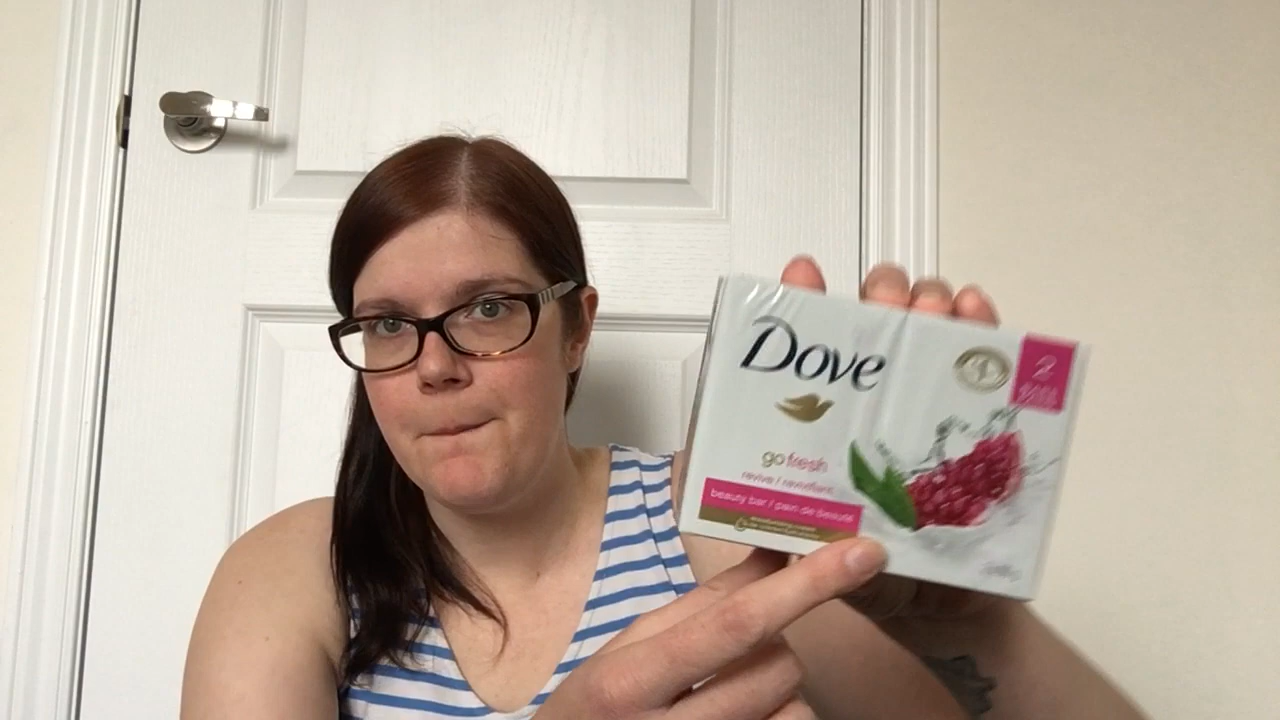 Dove
2
go fresh
revive / revitalisant
beauty bar / pain de beauté